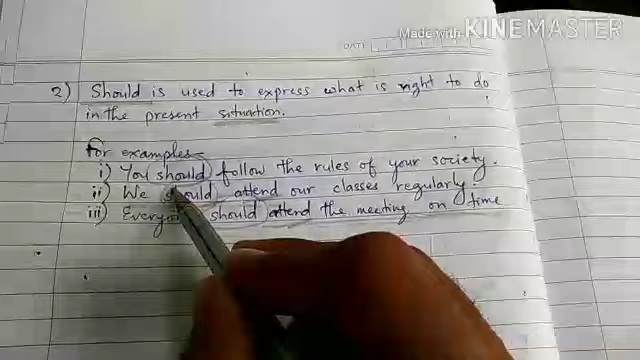 Made with KINEMASTER
DATE
2) Should is used to express what is right to do
in the present situation.
For examples-
i) You should follow the rules of your society.
ii) We should attend our classes regularly.
iii) Everyone should attend the meeting on time